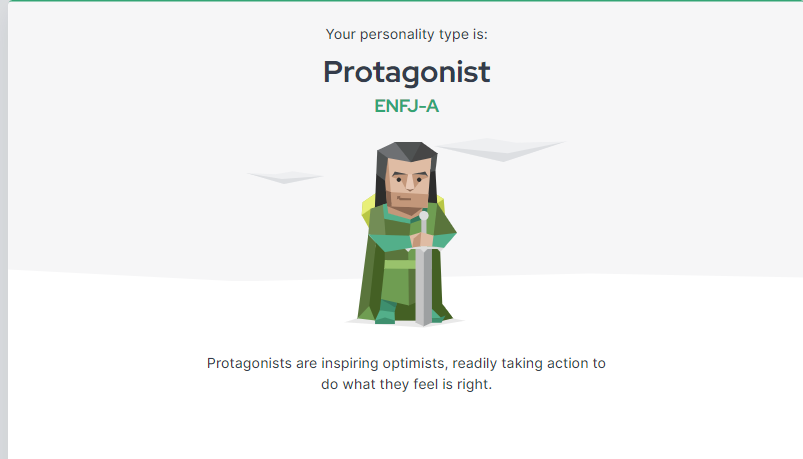 Your personality type is:
Protagonist
ENFJ-A
Protagonists are inspiring optimists, readily taking action to
do what they feel is right.